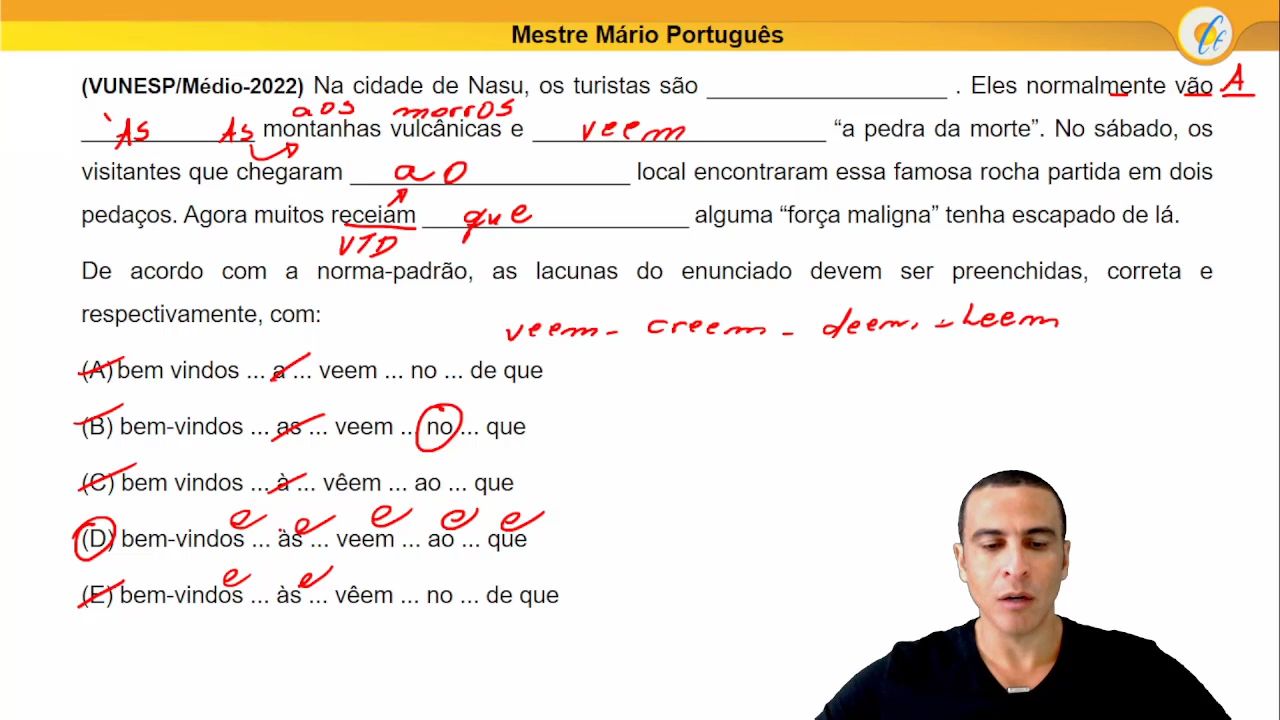 Mestre Mário Português
(VUNESP/Médio-2022) Na cidade de Nasu, os turistas são ____________ . Eles normalmente vão A
aos morros
às As montanhas vulcânicas e veem “a pedra da morte”. No sábado, os
visitantes que chegaram ao local encontraram essa famosa rocha partida em dois
pedaços. Agora muitos receiam que alguma “força maligna” tenha escapado de lá.
VTD
De acordo com a norma-padrão, as lacunas do enunciado devem ser preenchidas, correta e
respectivamente, com:
veem - creem - deem, - leem
(A) bem vindos ... a ... veem ... no ... de que
(B) bem-vindos ... as ... veem ... no ... que
(C) bem vindos ... à ... vêem ... ao ... que
e e e e e
(D) bem-vindos ... às ... veem ... ao ... que
e e
(E) bem-vindos ... às ... vêem ... no ... de que